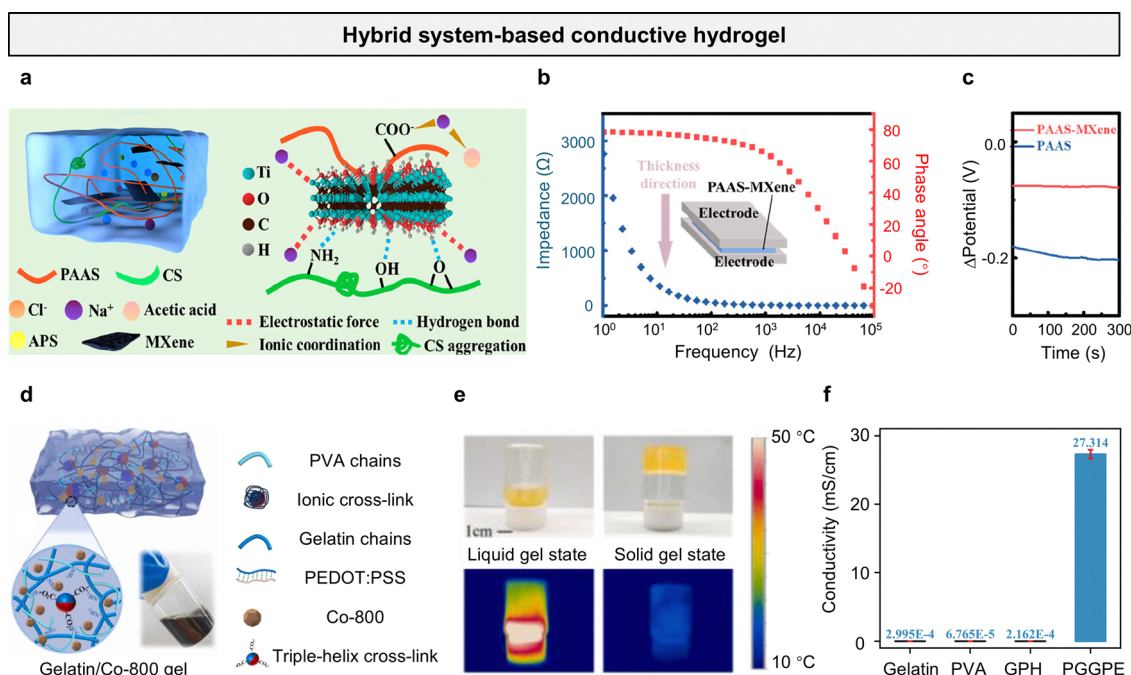 Hybrid system-based conductive hydrogel
a
COO⁻
Ti
O
C
H
NH₂
OH
O
PAAS
CS
Cl⁻
Na⁺
Acetic acid
APS
MXene
Electrostatic force
Hydrogen bond
Ionic coordination
CS aggregation
b
Impedance (Ω)
3000
2000
1000
0
Thickness
direction
PAAS-MXene
Electrode
Electrode
80
60
40
20
0
-20
Phase angle (°)
10⁰
10¹
10²
10³
10⁴
10⁵
Frequency (Hz)
c
ΔPotential (V)
0.0
-0.2
PAAS-MXene
PAAS
0
100
200
300
Time (s)
d
PVA chains
Ionic cross-link
Gelatin chains
PEDOT:PSS
Co-800
Triple-helix cross-link
Gelatin/Co-800 gel
e
1cm
Liquid gel state
Solid gel state
50 °C
10 °C
f
Conductivity (mS/cm)
30
20
10
0
2.995E-4
6.765E-5
2.162E-4
27.314
Gelatin
PVA
GPH
PGGPE